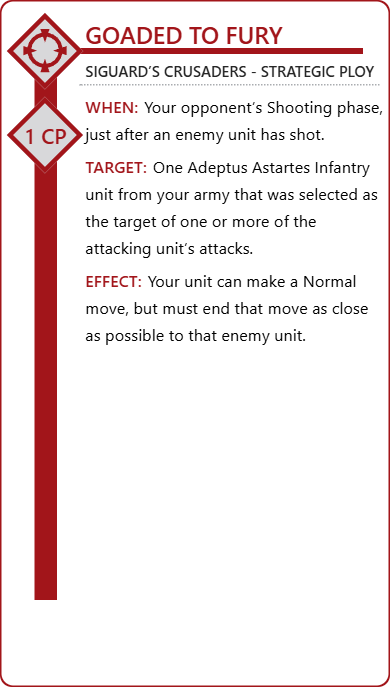 GOADED TO FURY
SIGUARD'S CRUSADERS - STRATEGIC PLOY
1 CP
WHEN: Your opponent's Shooting phase,
just after an enemy unit has shot.
TARGET: One Adeptus Astartes Infantry
unit from your army that was selected as
the target of one or more of the
attacking unit's attacks.
EFFECT: Your unit can make a Normal
move, but must end that move as close
as possible to that enemy unit.